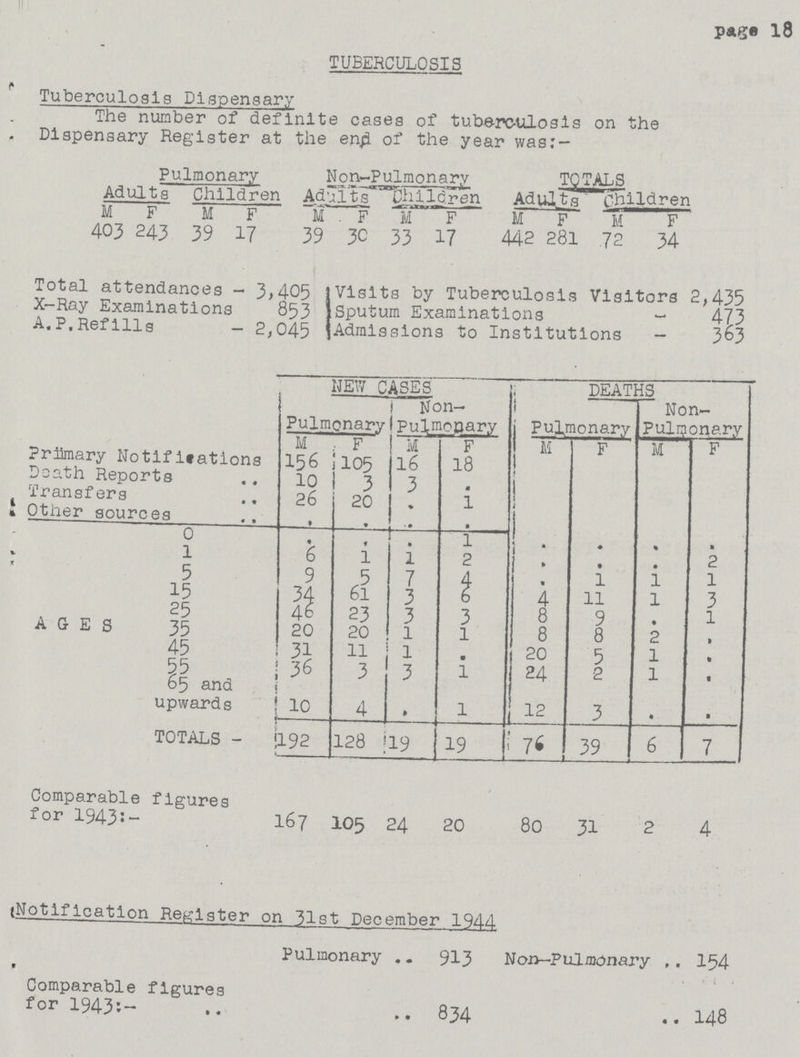 page 18
TUBERCULOSIS
Tuberculosis Dispensary
The number of definite cases of tuberculosis on the
Dispensary Register at the end of the year was:-
Pulmonary Non-Pulmonary TOTALS
Adults Children Adults Children Adults Children
M F M F M F M F M F M F
403 243 39 17 39 30 33 17 442 281 72 34
Total attendances - 3,405 Visits by Tuberculosis Visitors 2,435
X-Ray Examinations 853 Sputum Examinations - 473
A.P.Refills - 2,045 Admissions to Institutions - 363
NEW CASES DEATHS
Non- Non-
Pulmonary Pulmonary Pulmonary Pulmonary
M F M F M F M F
Primary Notifications 156 105 16 18
Death Reports .. 10 3 3 .
Transfers .. 26 20 . 1
Other sources .. . . . .
0 . . . 1 . . . .
1 6 1 1 2 . . . 2
5 9 5 7 4 . 1 1 1
15 34 61 3 6 4 11 1 3
25 46 23 3 3 8 9 . 1
AGES 35 20 20 1 1 8 8 2 .
45 31 11 1 . 20 5 1 .
55 36 3 3 1 24 2 1 .
65 and
upwards 10 4 . 1 12 3 . .
TOTALS - 192 128 19 19 76 39 6 7
Comparable figures
for 1943:- 167 105 24 20 80 31 2 4
Notification Register on 31st December 1944
Pulmonary .. 913 Non-Pulmonary .. 154
Comparable figures
for 1943:- .. .. 834 .. 148